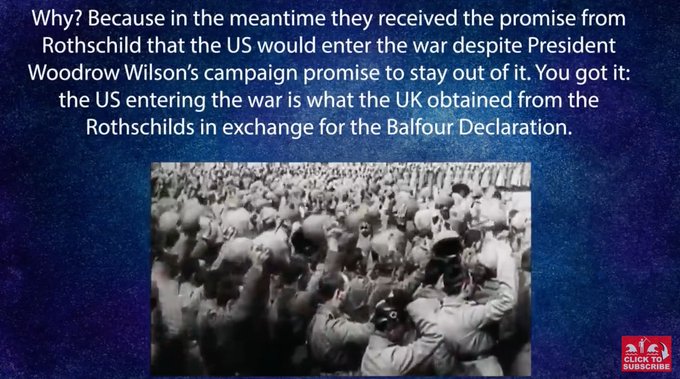 Why? Because in the meantime they received the promise from
Rothschild that the US would enter the war despite President
Woodrow Wilson's campaign promise to stay out of it. You got it:
the US entering the war is what the UK obtained from the
Rothschilds in exchange for the Balfour Declaration.
CLICK TO
SUBSCRIBE